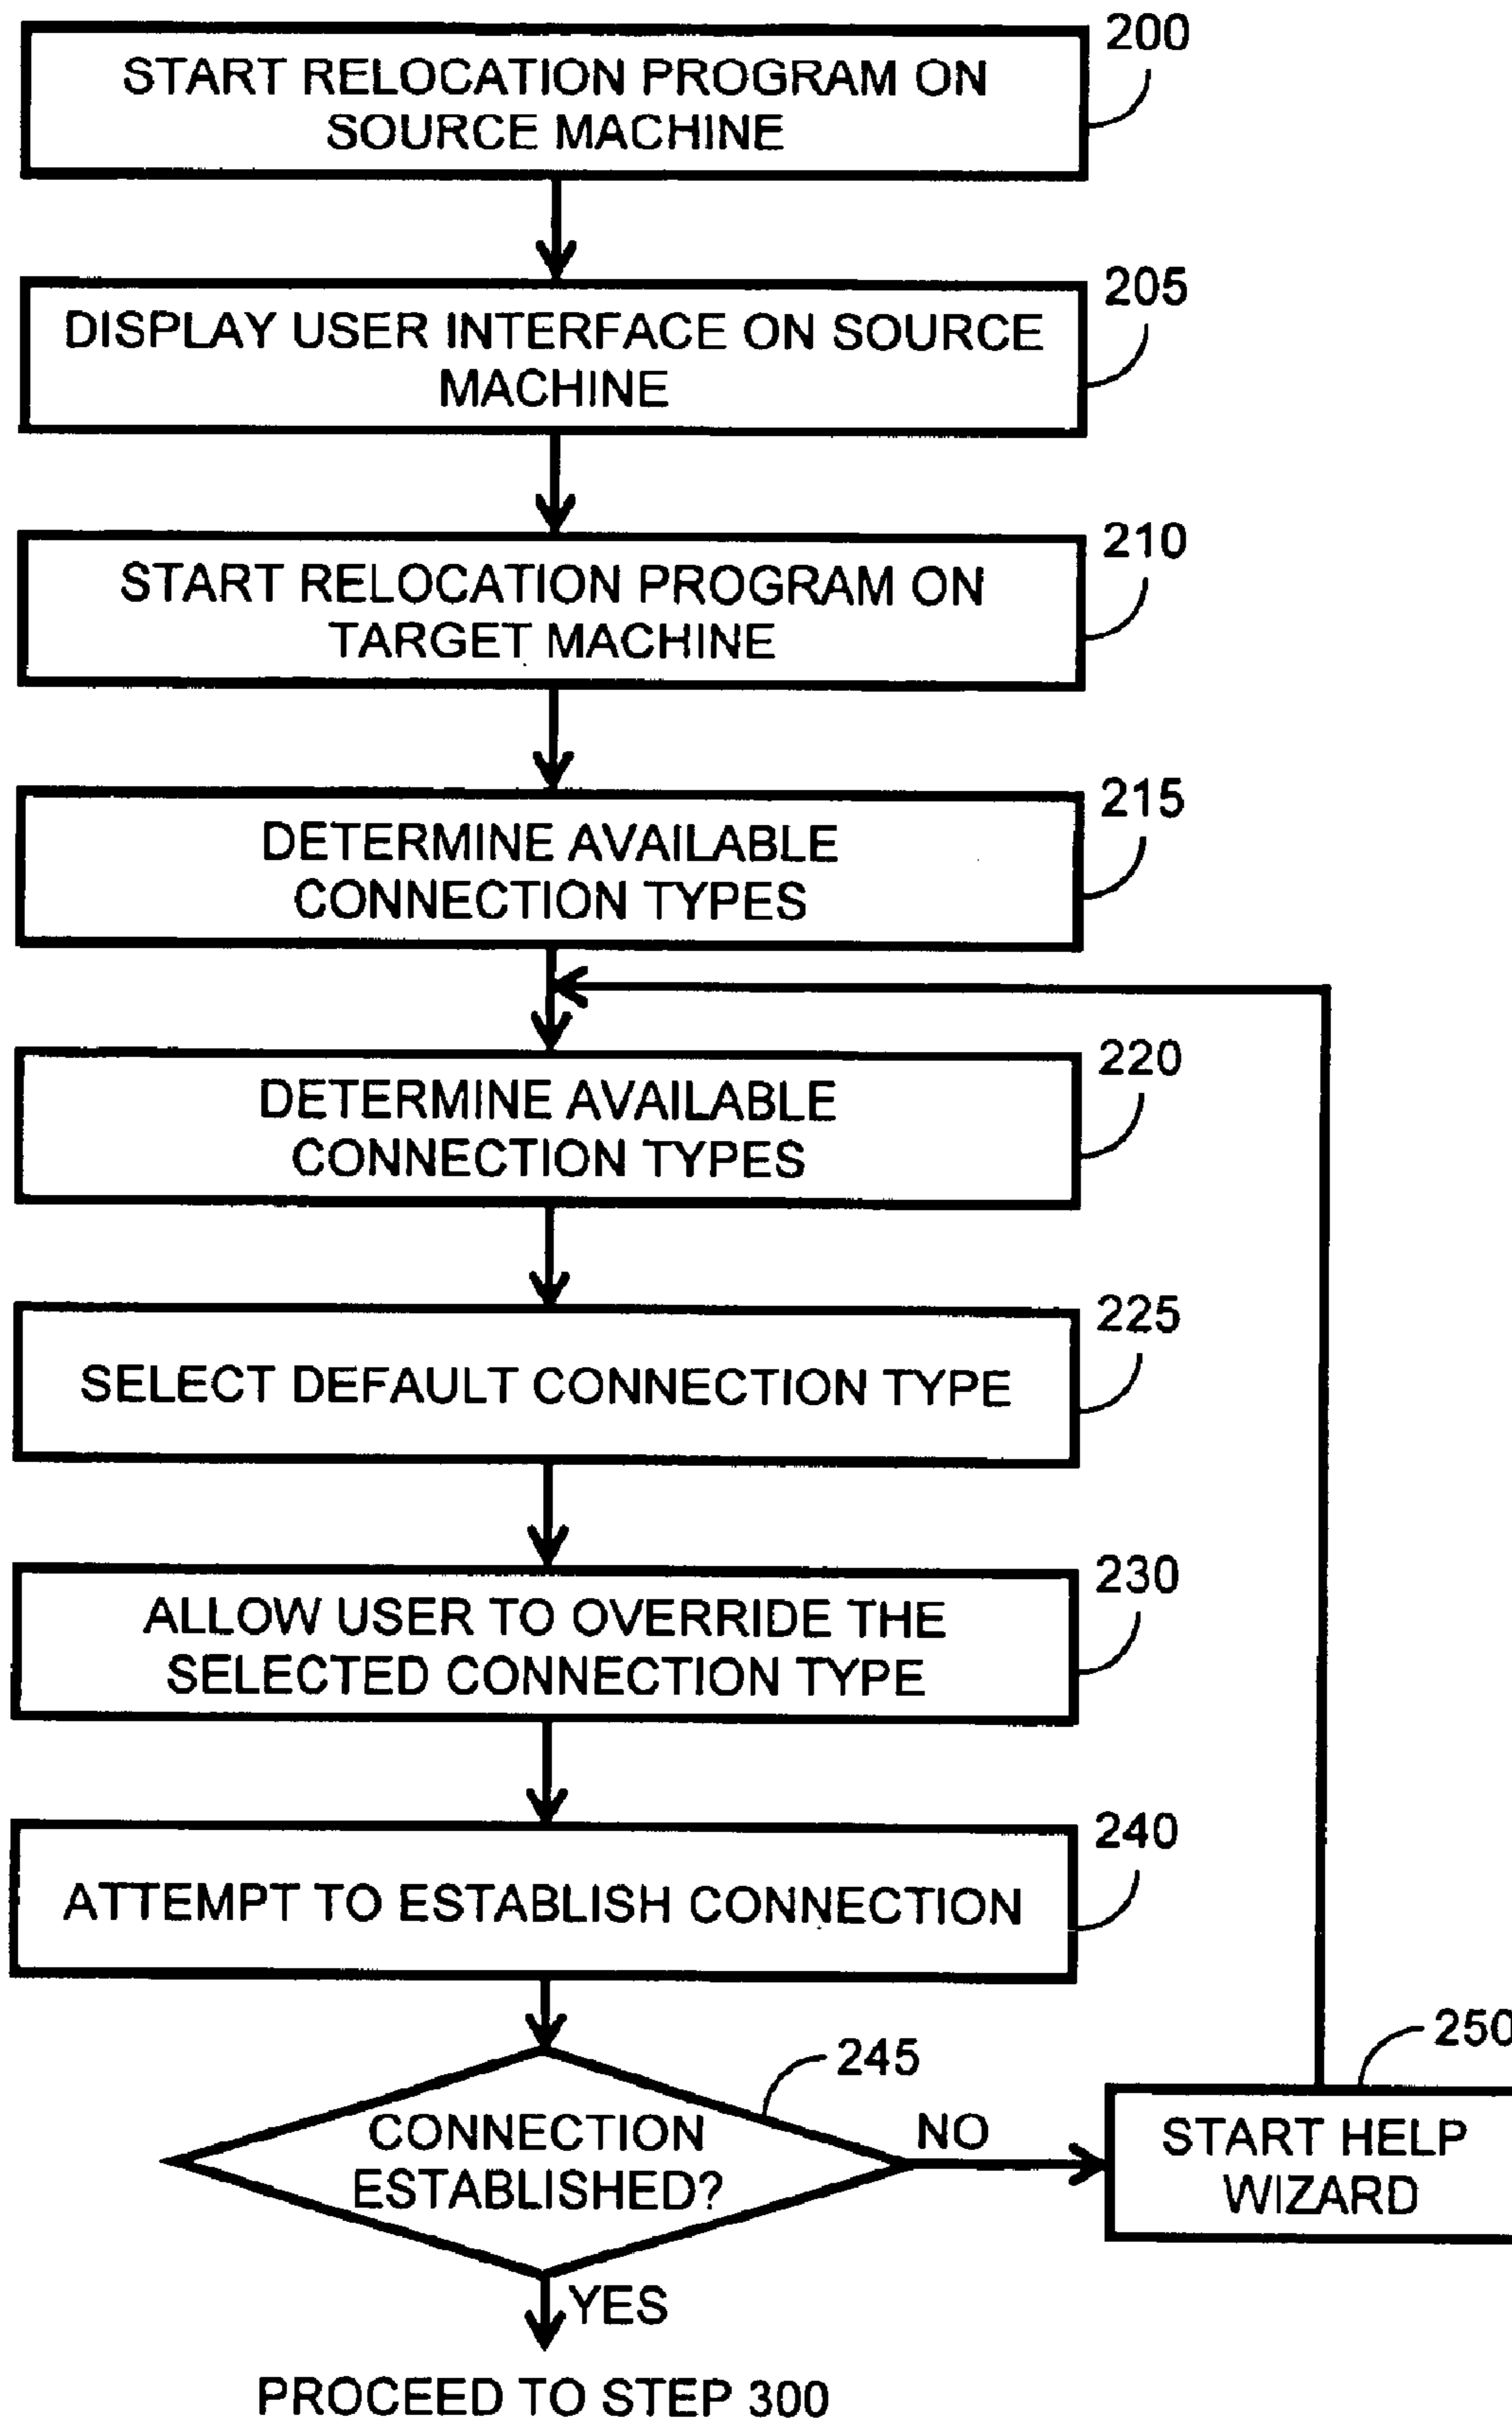 200
START RELOCATION PROGRAM ON
SOURCE MACHINE
205
DISPLAY USER INTERFACE ON SOURCE
MACHINE
210
START RELOCATION PROGRAM ON
TARGET MACHINE
215
DETERMINE AVAILABLE
CONNECTION TYPES
220
DETERMINE AVAILABLE
CONNECTION TYPES
225
SELECT DEFAULT CONNECTION TYPE
230
ALLOW USER TO OVERRIDE THE
SELECTED CONNECTION TYPE
240
ATTEMPT TO ESTABLISH CONNECTION
245
CONNECTION
ESTABLISHED?
NO
250
START HELP
WIZARD
YES
PROCEED TO STEP 300